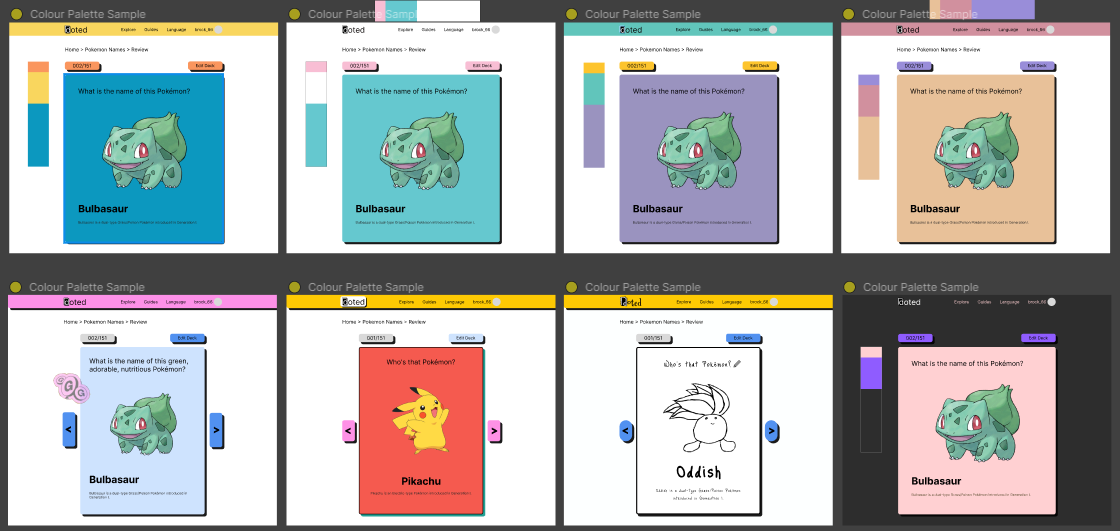 Colour Palette Sample
doted
Explore Guides Language brock_66
Home > Pokemon Names > Review
002/151
Edit Deck
What is the name of this Pokémon?
Bulbasaur
Bulbasaur is a dual-type Grass/Poison Pokémon introduced in Generation I.
Colour Palette Sample
doted
Explore Guides Language brock_66
Home > Pokemon Names > Review
002/151
Edit Deck
What is the name of this Pokémon?
Bulbasaur
Bulbasaur is a dual-type Grass/Poison Pokémon introduced in Generation I.
Colour Palette Sample
doted
Explore Guides Language brock_66
Home > Pokemon Names > Review
002/151
Edit Deck
What is the name of this Pokémon?
Bulbasaur
Bulbasaur is a dual-type Grass/Poison Pokémon introduced in Generation I.
Colour Palette Sample
doted
Explore Guides Language brock_66
Home > Pokemon Names > Review
002/151
Edit Deck
What is the name of this Pokémon?
Bulbasaur
Bulbasaur is a dual-type Grass/Poison Pokémon introduced in Generation I.
Colour Palette Sample
doted
Explore Guides Language brock_66
Home > Pokemon Names > Review
002/151
Edit Deck
What is the name of this green,
adorable, nutritious Pokémon?
GG
<
>
Bulbasaur
Bulbasaur is a dual-type Grass/Poison Pokémon introduced in
Generation I.
Colour Palette Sample
doted
Explore Guides Language brock_66
Home > Pokemon Names > Review
001/151
Edit Deck
Who's that Pokémon?
<
>
Pikachu
Pikachu is an Electric-type Pokémon introduced in Generation I.
Colour Palette Sample
doted
Explore Guides Language brock_66
Home > Pokemon Names > Review
001/151
Edit Deck
Who's that Pokémon?
<
>
Oddish
Oddish is a dual-type Grass/Poison Pokémon
introduced in Generation I.
Colour Palette Sample
doted
Explore Guides Language brock_66
002/151
Edit Deck
What is the name of this Pokémon?
Bulbasaur
Bulbasaur is a dual-type Grass/Poison Pokémon introduced in Generation I.